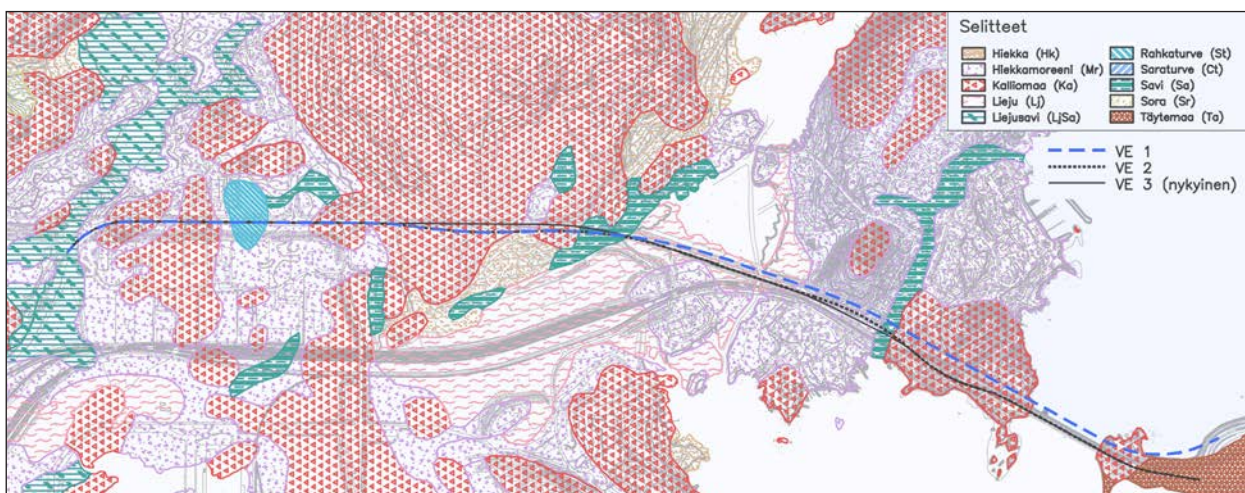 Selitteet
Hiekka (Hk)
Hiekkamoreeni (Mr)
Kalliomaa (Ka)
Lieju (Lj)
Liejusavi (LjSa)
Rahkaturve (St)
Saraturve (Ct)
Savi (Sa)
Sora (Sr)
Täytemaa (Ta)
VE 1
VE 2
VE 3 (nykyinen)